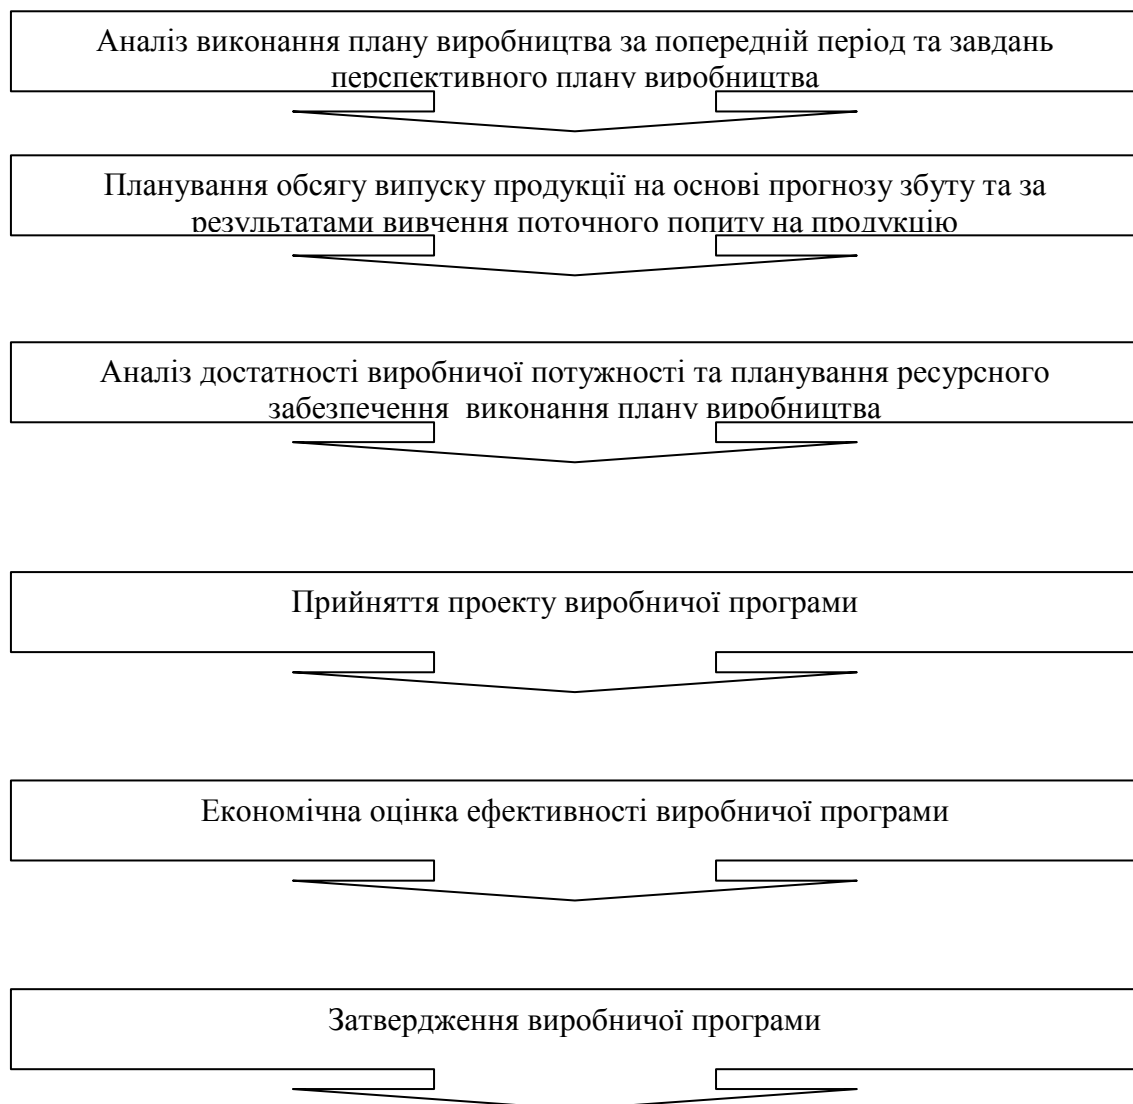 Аналіз виконання плану виробництва за попередній період та завдань
перспективного плану виробництва
Планування обсягу випуску продукції на основі прогнозу збуту та за
результатами вивчення поточного попиту на продукцію
Аналіз достатності виробничої потужності та планування ресурсного
забезпечення  виконання плану виробництва
Прийняття проекту виробничої програми
Економічна оцінка ефективності виробничої програми
Затвердження виробничої програми